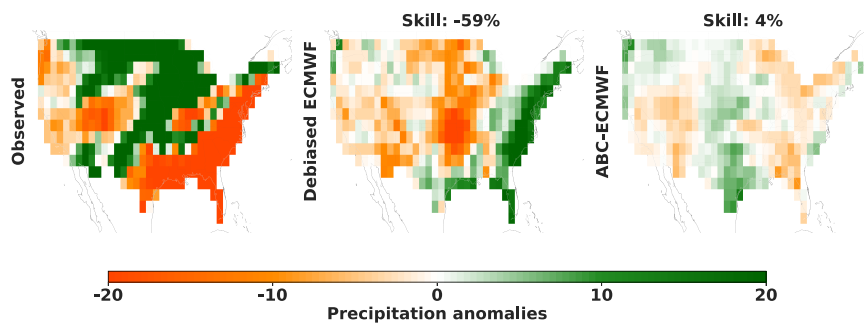 Skill: -59%
Skill: 4%
Observed
Debiased ECMWF
ABC-ECMWF
-20
-10
0
10
20
Precipitation anomalies